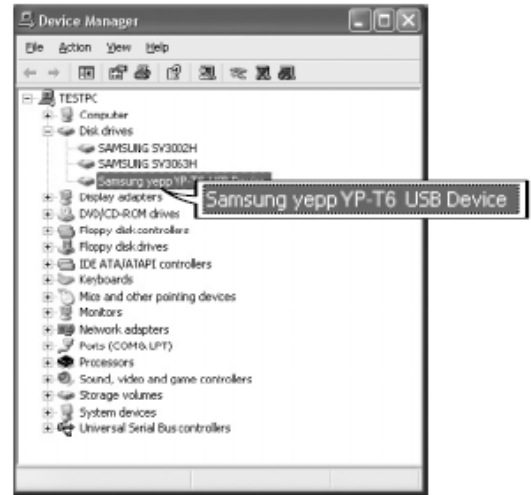 Device Manager
File Action View Help
TESTPC
Computer
Disk drives
SAMSUNG SV3002H
SAMSUNG SV3063H
Samsung yepp YP-T6 USB Device
Samsung yepp YP-T6 USB Device
Display adapters
DVD/CD-ROM drives
Floppy disk controllers
Floppy disk drives
IDE ATA/ATAPI controllers
Keyboards
Mice and other pointing devices
Monitors
Network adapters
Ports (COM & LPT)
Processors
Sound, video and game controllers
Storage volumes
System devices
Universal Serial Bus controllers